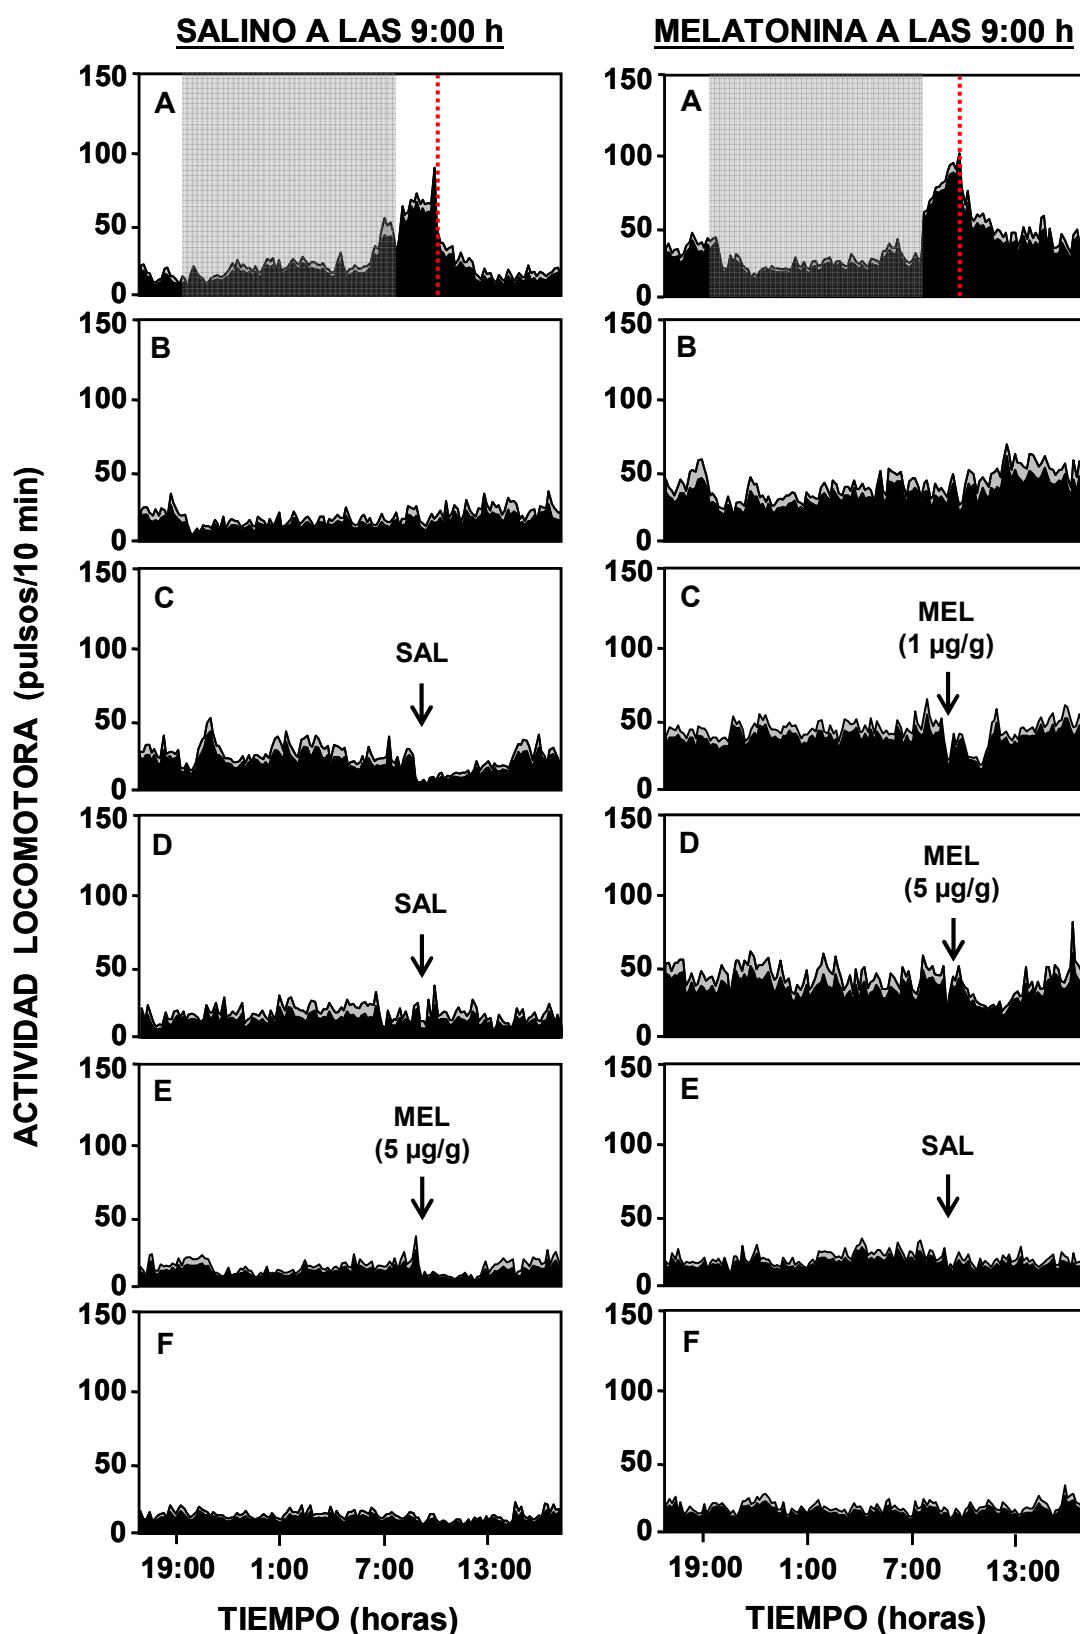 SALINO A LAS 9:00 h
MELATONINA A LAS 9:00 h
ACTIVIDAD LOCOMOTORA (pulsos/10 min)
150
100
50
0
A
150
100
50
0
A
150
100
50
0
B
150
100
50
0
B
150
100
50
0
C
SAL
150
100
50
0
C
MEL
(1 µg/g)
150
100
50
0
D
SAL
150
100
50
0
D
MEL
(5 µg/g)
150
100
50
0
E
MEL
(5 µg/g)
150
100
50
0
E
SAL
150
100
50
0
F
150
100
50
0
F
19:00 1:00 7:00 13:00
19:00 1:00 7:00 13:00
TIEMPO (horas)
TIEMPO (horas)